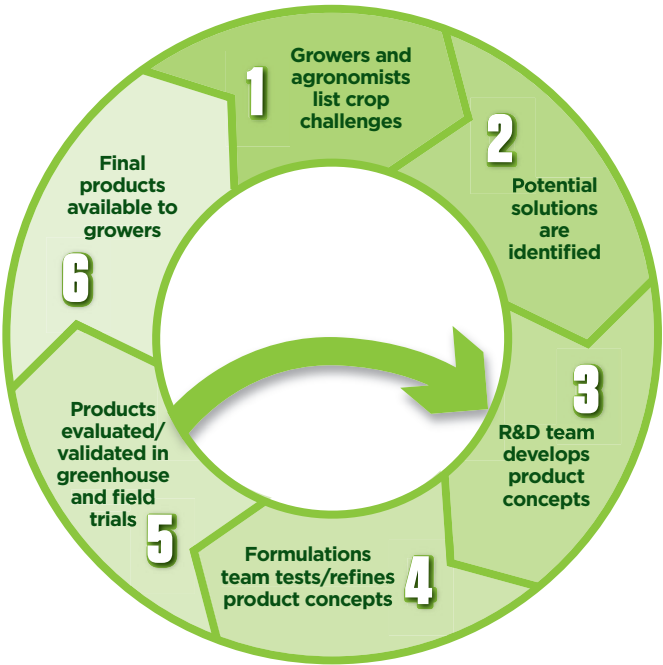 1
Growers and
agronomists
list crop
challenges
2
Potential
solutions
are
identified
3
R&D team
develops
product
concepts
4
Formulations
team tests/refines
product concepts
5
Products
evaluated/
validated in
greenhouse
and field
trials
6
Final
products
available to
growers